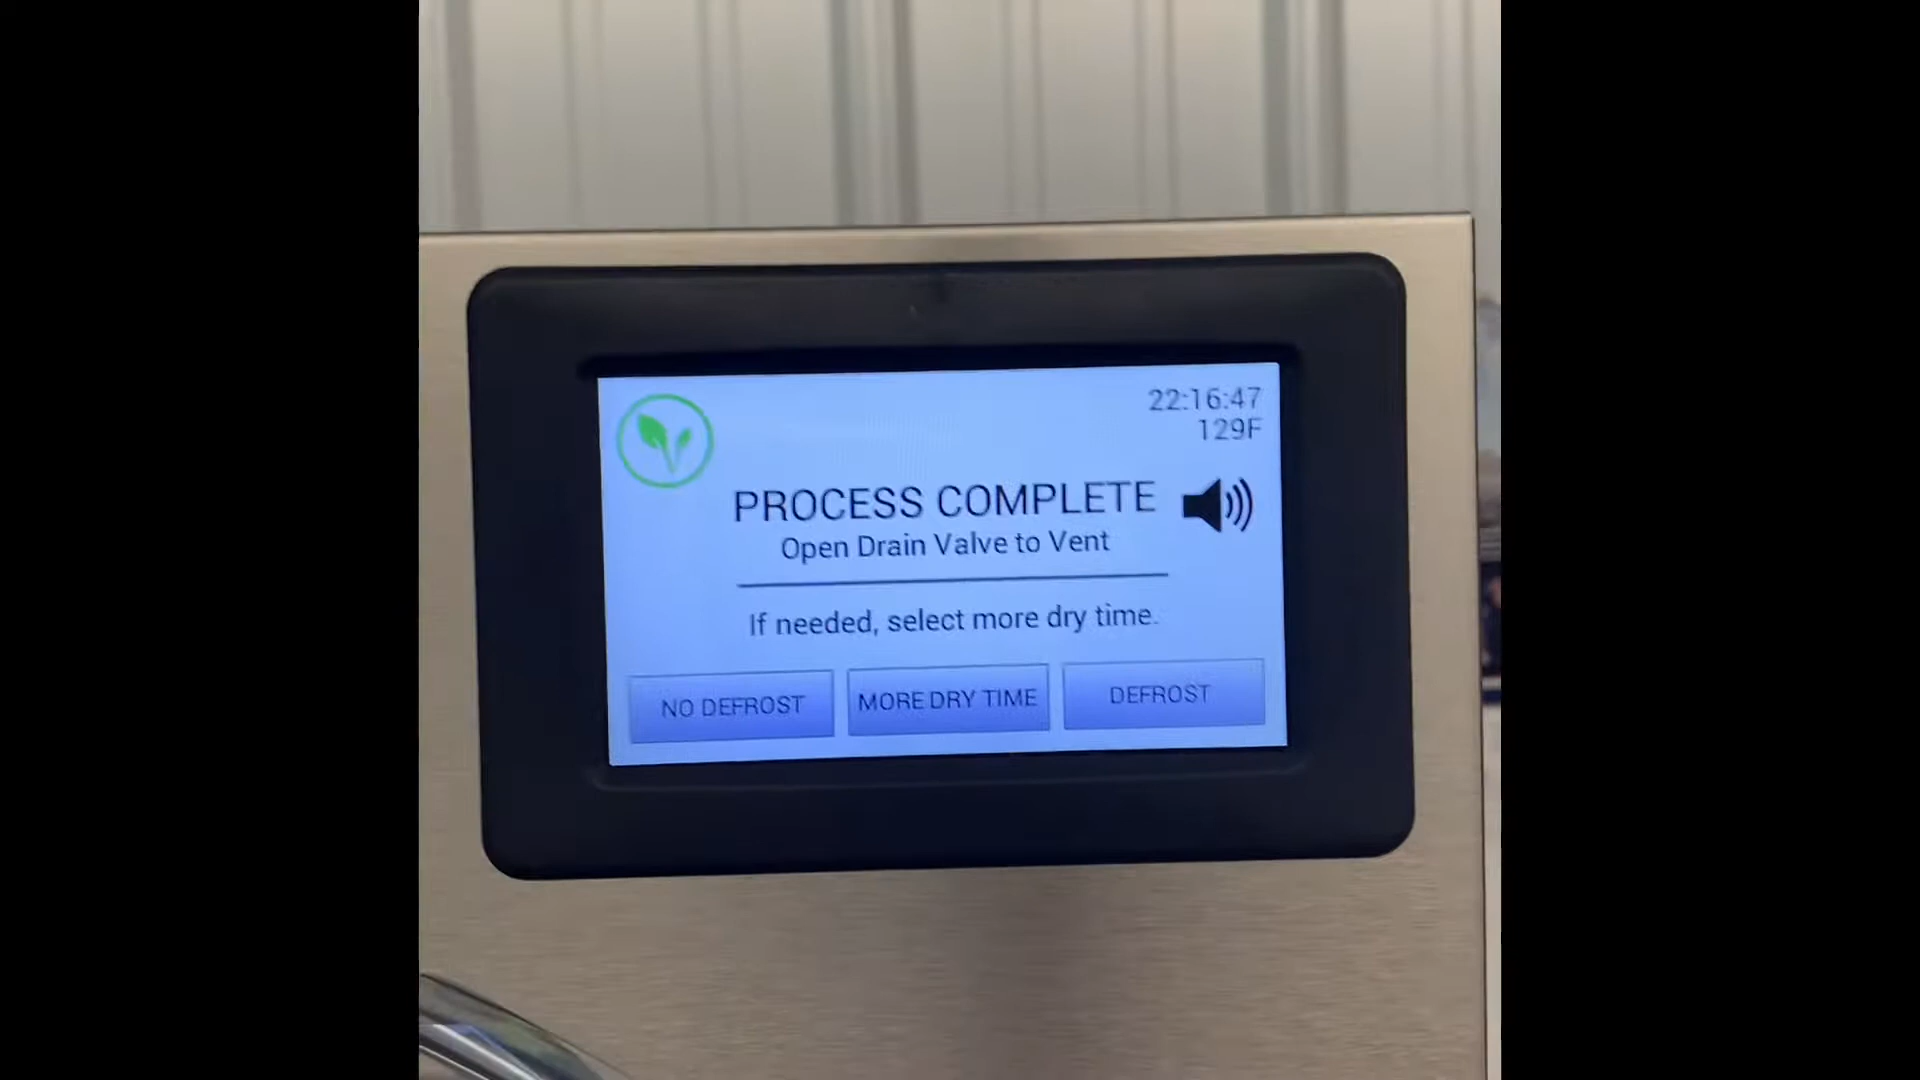 22:16:47
129F
PROCESS COMPLETE
Open Drain Valve to Vent
If needed, select more dry time.
NO DEFROST
MORE DRY TIME
DEFROST